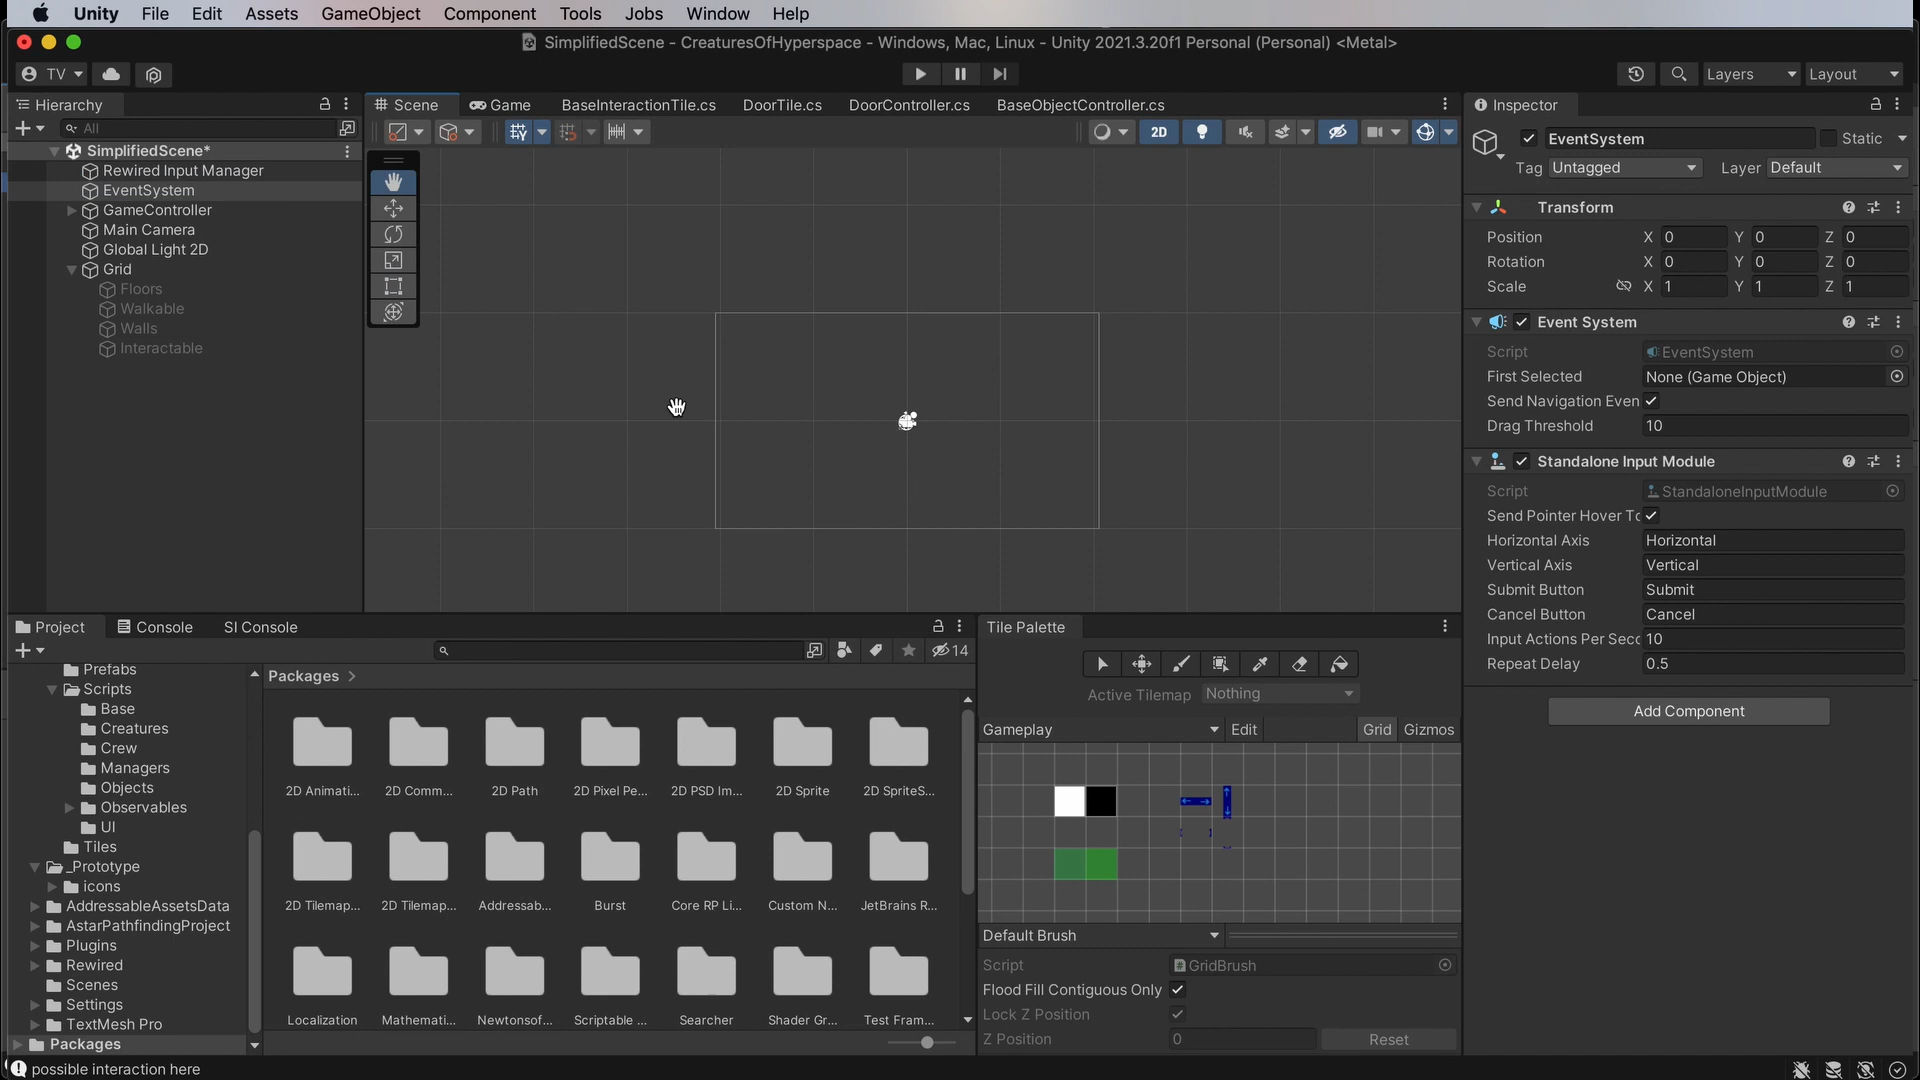 Unity File Edit Assets GameObject Component Tools Jobs Window Help
SimplifiedScene - CreaturesOfHyperspace - Windows, Mac, Linux - Unity 2021.3.20f1 Personal (Personal) <Metal>
TV
Layers
Layout
Hierarchy
All
SimplifiedScene*
Rewired Input Manager
EventSystem
GameController
Main Camera
Global Light 2D
Grid
Floors
Walkable
Walls
Interactable
Scene Game BaseInteractionTile.cs DoorTile.cs DoorController.cs BaseObjectController.cs
2D
Inspector
EventSystem
Static
Tag Untagged Layer Default
Transform
Position X 0 Y 0 Z 0
Rotation X 0 Y 0 Z 0
Scale X 1 Y 1 Z 1
Event System
Script EventSystem
First Selected None (Game Object)
Send Navigation Even
Drag Threshold 10
Standalone Input Module
Script StandaloneInputModule
Send Pointer Hover To
Horizontal Axis Horizontal
Vertical Axis Vertical
Submit Button Submit
Cancel Button Cancel
Input Actions Per Seco 10
Repeat Delay 0.5
Add Component
Project Console SI Console
14
Prefabs
Scripts
Base
Creatures
Crew
Managers
Objects
Observables
UI
Tiles
_Prototype
icons
AddressableAssetsData
AstarPathfindingProject
Plugins
Rewired
Scenes
Settings
TextMesh Pro
Packages
Packages
2D Animati... 2D Comm... 2D Path 2D Pixel Pe... 2D PSD Im... 2D Sprite 2D SpriteS...
2D Tilemap... 2D Tilemap... Addressab... Burst Core RP Li... Custom N... JetBrains R...
Localization Mathemati... Newtonsof... Scriptable ... Searcher Shader Gr... Test Fram...
Tile Palette
Active Tilemap Nothing
Gameplay Edit Grid Gizmos
Default Brush
Script GridBrush
Flood Fill Contiguous Only
Lock Z Position
Z Position 0 Reset
possible interaction here